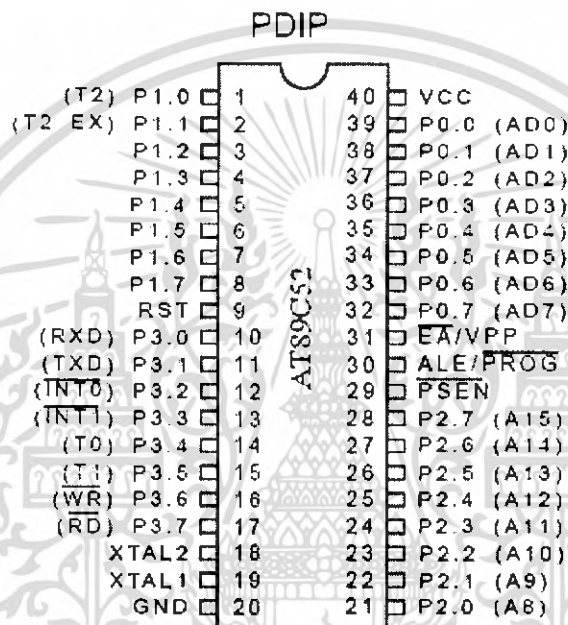 PDIP
(T2) P1.0 1 40 VCC
(T2 EX) P1.1 2 39 P0.0 (AD0)
P1.2 3 38 P0.1 (AD1)
P1.3 4 37 P0.2 (AD2)
P1.4 5 36 P0.3 (AD3)
P1.5 6 35 P0.4 (AD4)
P1.6 7 34 P0.5 (AD5)
P1.7 8 33 P0.6 (AD6)
RST 9 32 P0.7 (AD7)
(RXD) P3.0 10 31 EA/VPP
(TXD) P3.1 11 30 ALE/PROG
(INT0) P3.2 12 29 PSEN
(INT1) P3.3 13 28 P2.7 (A15)
(T0) P3.4 14 27 P2.6 (A14)
(T1) P3.5 15 26 P2.5 (A13)
(WR) P3.6 16 25 P2.4 (A12)
(RD) P3.7 17 24 P2.3 (A11)
XTAL2 18 23 P2.2 (A10)
XTAL1 19 22 P2.1 (A9)
GND 20 21 P2.0 (A8)
AT89C52